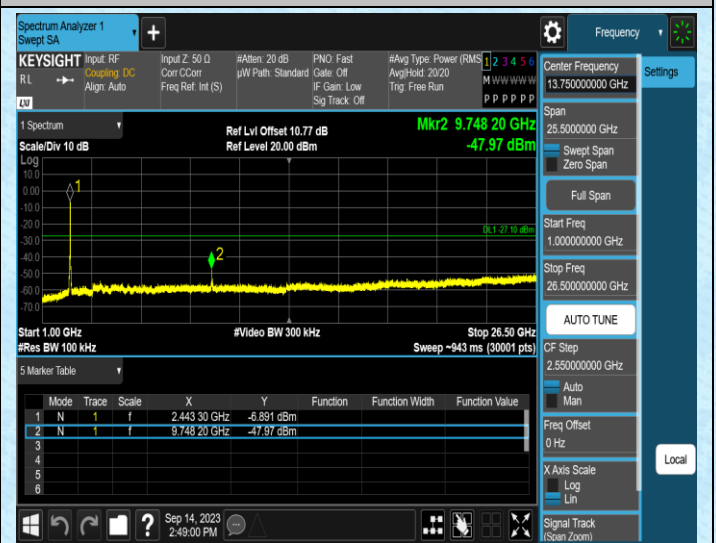 Spectrum Analyzer 1
Swept SA
+
Frequency
KEYSIGHT
RL
LXI
Input: RF
Coupling: DC
Align: Auto
Input Z: 50 Ω
Corr CCorr
Freq Ref: Int (S)
#Atten: 20 dB
µW Path: Standard
PNO: Fast
Gate: Off
IF Gain: Low
Sig Track: Off
#Avg Type: Power (RMS
Avg|Hold: 20/20
Trig: Free Run
1 2 3 4 5 6
M W W W W W
P P P P P P
1 Spectrum
Scale/Div 10 dB
Ref Lvl Offset 10.77 dB
Ref Level 20.00 dBm
Mkr2 9.748 20 GHz
-47.97 dBm
Log
10.0
0.00
-10.0
-20.0
-30.0
-40.0
-50.0
-60.0
-70.0
1
2
DL1 -27.10 dBm
Start 1.00 GHz
#Video BW 300 kHz
Stop 26.50 GHz
#Res BW 100 kHz
Sweep ~943 ms (30001 pts)
5 Marker Table
Mode Trace Scale X Y Function Function Width Function Value
1 N 1 f 2.443 30 GHz -6.891 dBm
2 N 1 f 9.748 20 GHz -47.97 dBm
3
4
5
6
?
Sep 14, 2023
2:49:00 PM
Center Frequency
13.750000000 GHz
Span
25.5000000 GHz
Swept Span
Zero Span
Full Span
Start Freq
1.000000000 GHz
Stop Freq
26.500000000 GHz
AUTO TUNE
CF Step
2.550000000 GHz
Auto
Man
Freq Offset
0 Hz
X Axis Scale
Log
Lin
Signal Track
(Span Zoom)
Settings
Local